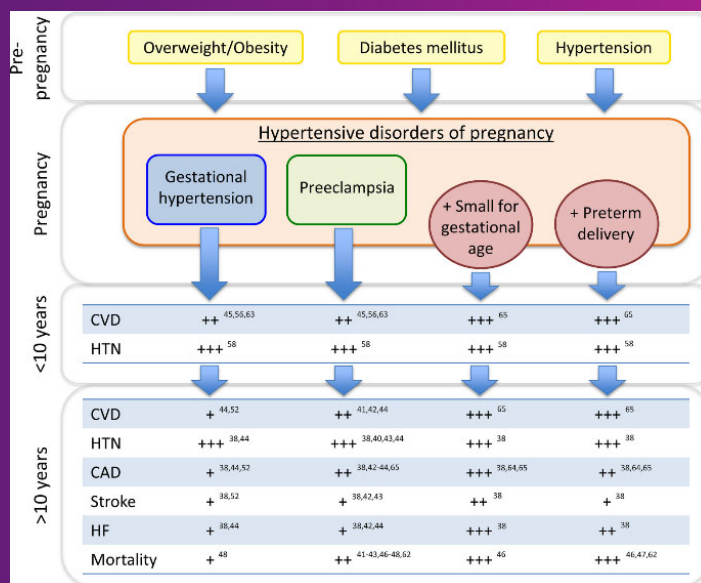 Pre-
pregnancy
Overweight/Obesity Diabetes mellitus Hypertension
Pregnancy
Hypertensive disorders of pregnancy
Gestational
hypertension
Preeclampsia
+ Small for
gestational
age
+ Preterm
delivery
<10 years
CVD ++ 45,56,63 ++ 45,56,63 +++ 65 +++ 65
HTN +++ 58 +++ 58 +++ 58 +++ 58
>10 years
CVD + 44,52 ++ 41,42,44 +++ 65 +++ 65
HTN +++ 38,44 +++ 38,40,43,44 +++ 38 +++ 38
CAD + 38,44,52 ++ 38,42-44,65 +++ 38,64,65 ++ 38,64,65
Stroke + 38,52 + 38,42,43 ++ 38 + 38
HF + 38,44 + 38,42,44 +++ 38 ++ 38
Mortality + 48 ++ 41-43,46-48,62 +++ 46 +++ 46,47,62